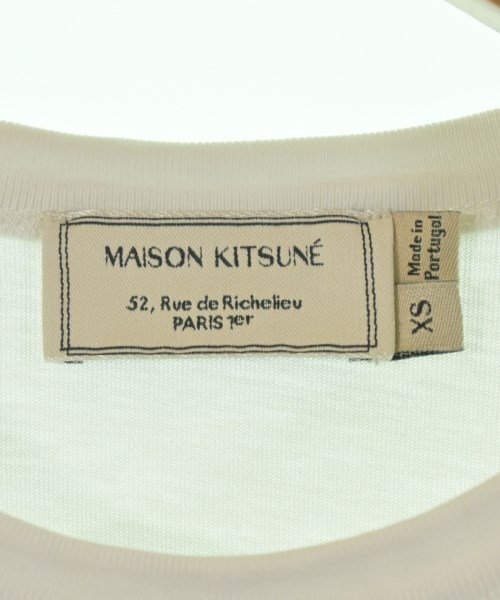 MAISON KITSUNÉ
52, Rue de Richelieu
PARIS 1er
Made in
Portugal
XS